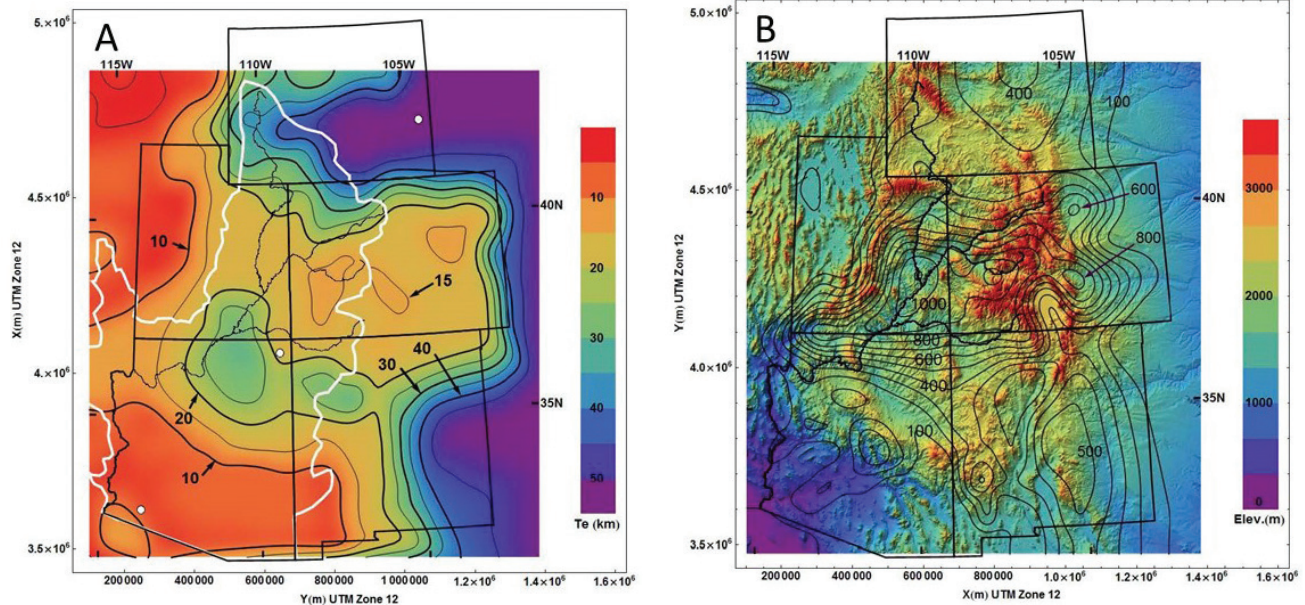 A
115W
110W
105W
5.×10⁶
4.5×10⁶
4.0×10⁶
3.5×10⁶
X(m) UTM Zone 12
40N
35N
10
15
30
40
20
10
10
20
30
40
50
Te (km)
200000
400000
600000
800000
1000000
1.2×10⁶
1.4×10⁶
1.6×10⁶
Y(m) UTM Zone 12
B
115W
110W
105W
5.0×10⁶
4.5×10⁶
4.0×10⁶
3.5×10⁶
Y(m) UTM Zone 12
40N
35N
400
100
600
800
1000
800
600
400
100
500
3000
2000
1000
0
Elev.(m)
200000
400000
600000
800000
1.0×10⁶
1.2×10⁶
1.4×10⁶
1.6×10⁶
X(m) UTM Zone 12